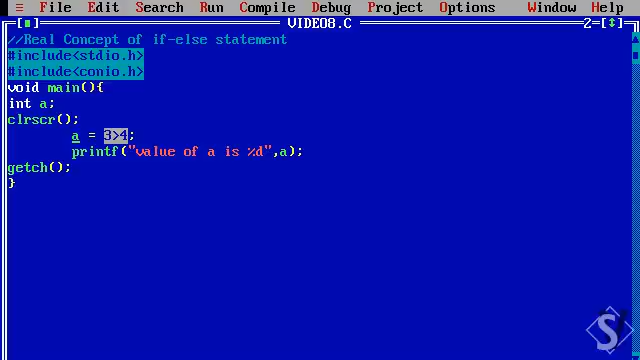 ≡ File Edit Search Run Compile Debug Project Options Window Help
[■] VIDEO8.C 2=[↕]
//Real Concept of if-else statement
#include<stdio.h>
#include<conio.h>
void main(){
int a;
clrscr();
a = 3>4;
printf("value of a is %d",a);
getch();
}
S